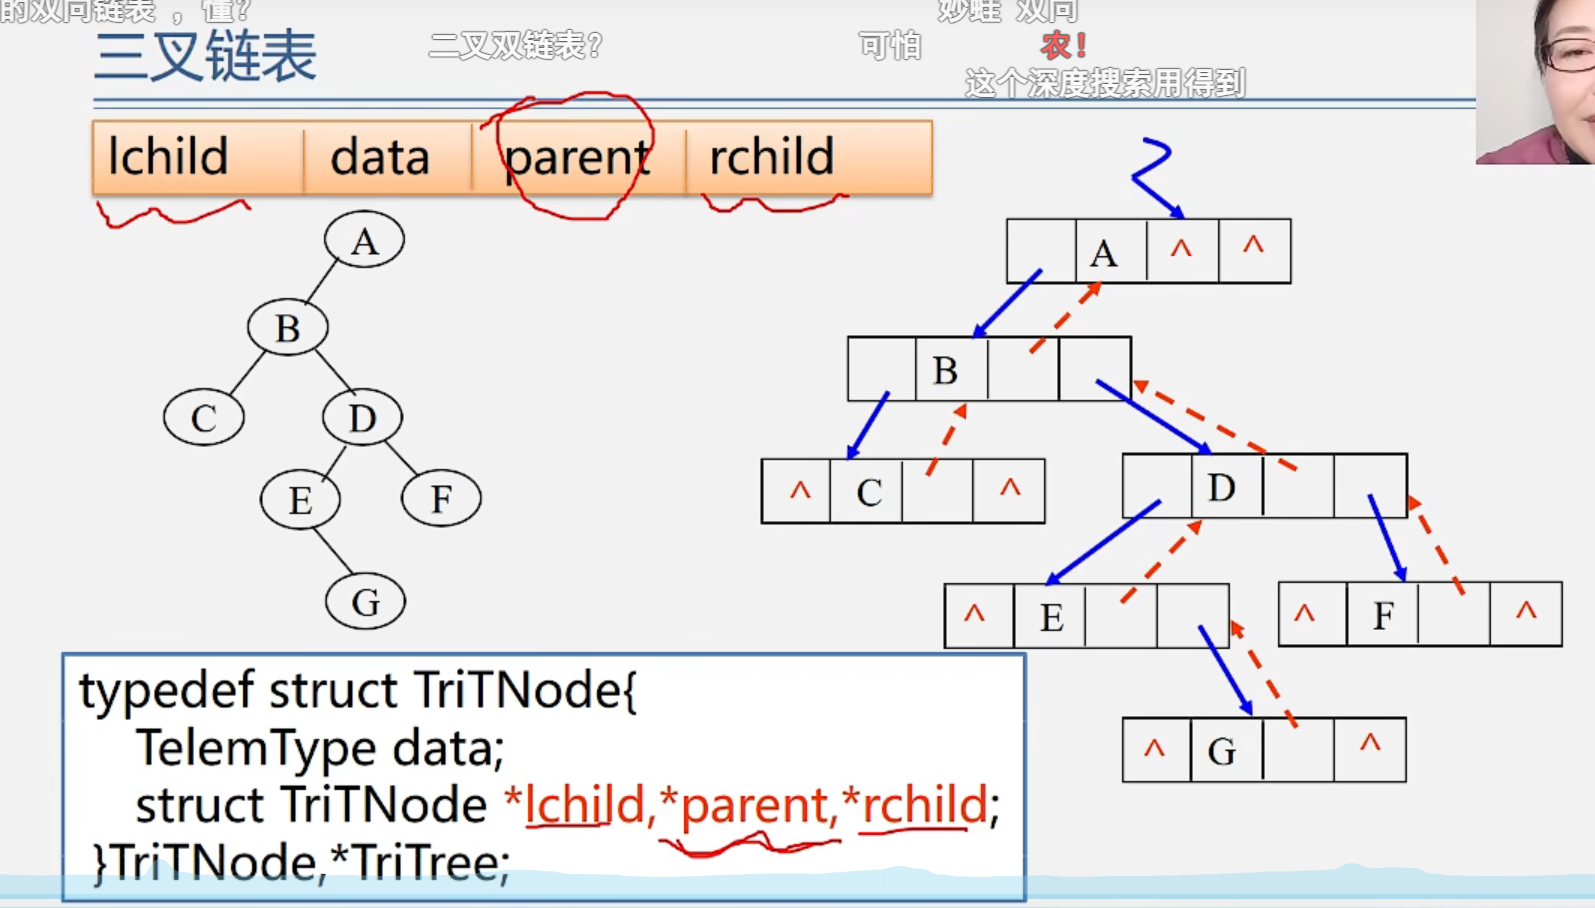 的双向链表，懂？
妙蛙 双向
三叉链表
二叉双链表？
可怕
农！
这个深度搜索用得到
lchild data parent rchild
A
B
C D
E F
G
A ^ ^
B
^ C ^
D
^ E
^ F ^
^ G ^
typedef struct TriTNode{
TelemType data;
struct TriTNode *lchild,*parent,*rchild;
}TriTNode,*TriTree;